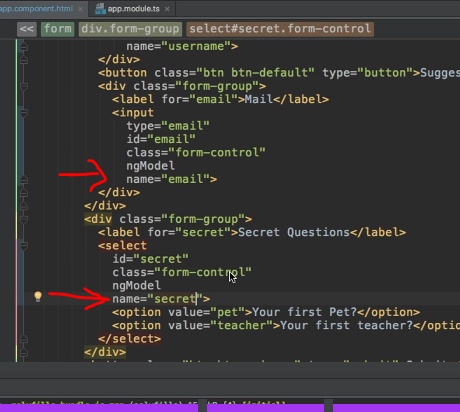 app.component.html × app.module.ts ×
<< form div.form-group select#secret.form-control
name="username">
</div>
<button class="btn btn-default" type="button">Sugges
<div class="form-group">
<label for="email">Mail</label>
<input
type="email"
id="email"
class="form-control"
ngModel
name="email">
</div>
</div>
<div class="form-group">
<label for="secret">Secret Questions</label>
<select
id="secret"
class="form-control"
ngModel
name="secret">
<option value="pet">Your first Pet?</option>
<option value="teacher">Your first teacher?</optio
</select>
</div>